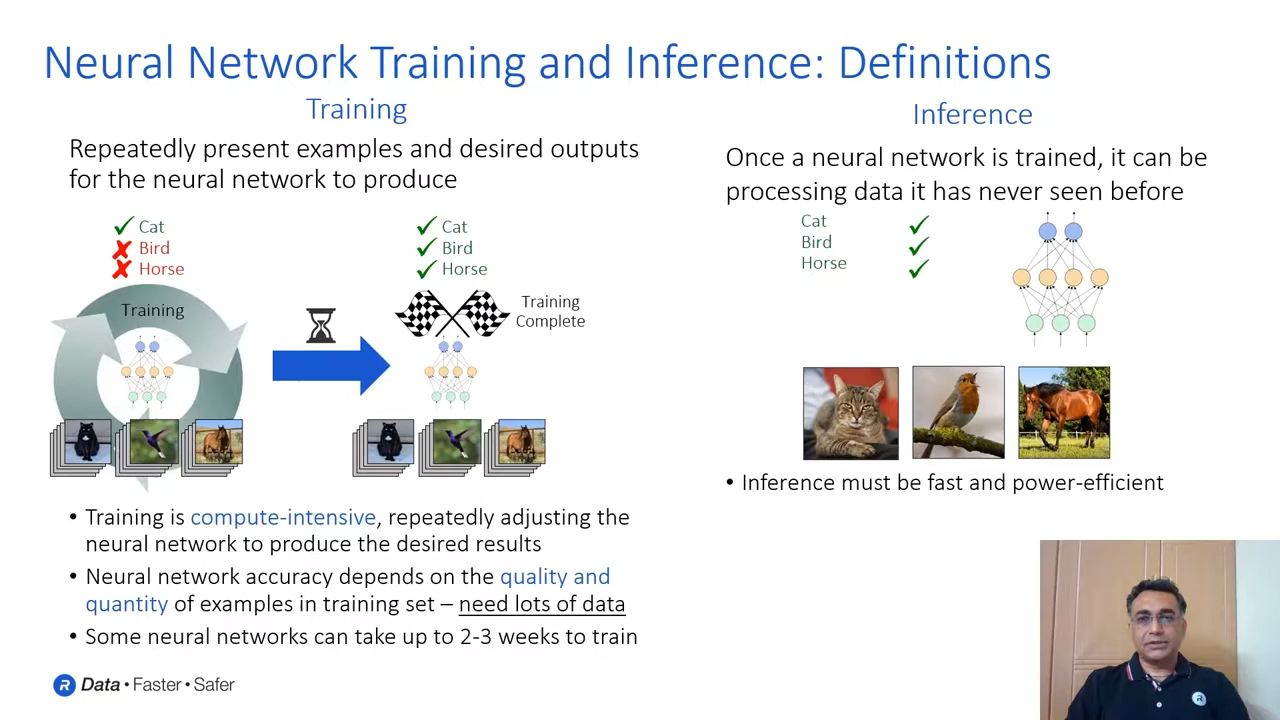 Neural Network Training and Inference: Definitions
Training
Repeatedly present examples and desired outputs
for the neural network to produce
Cat
Bird
Horse
Training
Cat
Bird
Horse
Training
Complete
• Training is compute-intensive, repeatedly adjusting the
neural network to produce the desired results
• Neural network accuracy depends on the quality and
quantity of examples in training set – need lots of data
• Some neural networks can take up to 2-3 weeks to train
Inference
Once a neural network is trained, it can be
processing data it has never seen before
Cat
Bird
Horse
• Inference must be fast and power-efficient
R Data • Faster • Safer
R